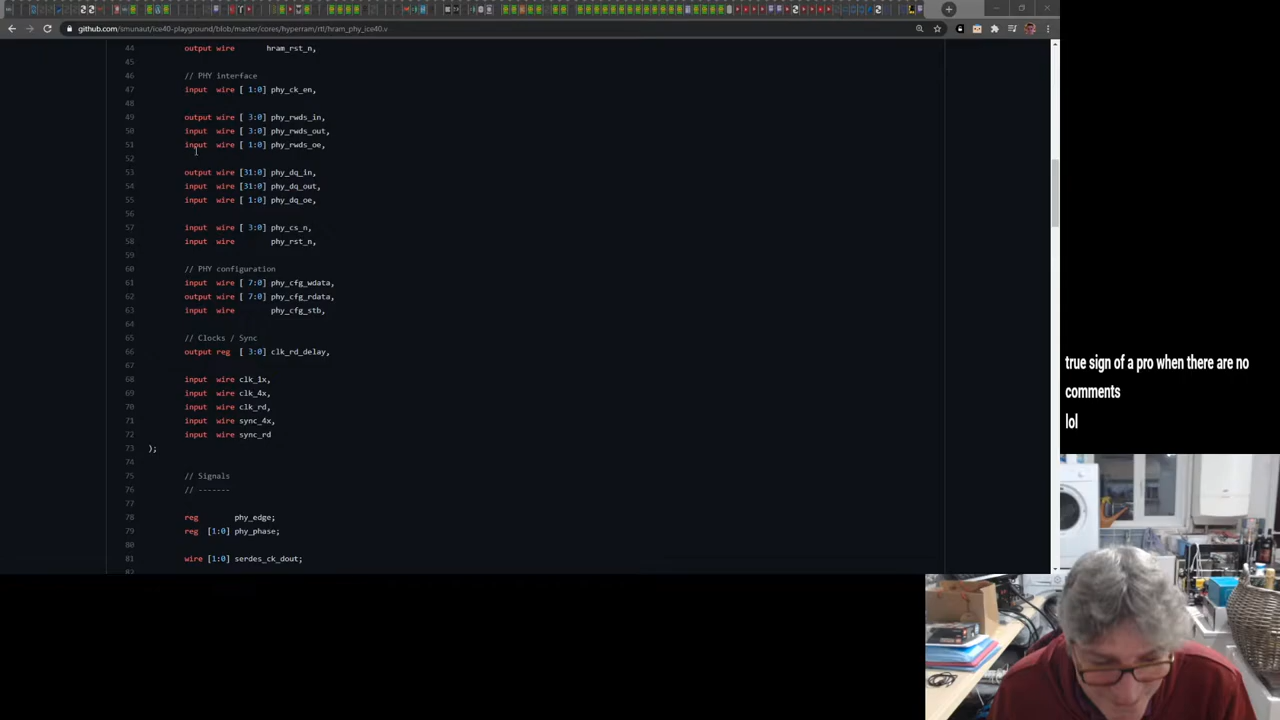 github.com/smunaut/ice40-playground/blob/master/cores/hyperram/rtl/hram_phy_ice40.v
44 output wire hram_rst_n,
45
46 // PHY interface
47 input wire [ 1:0] phy_ck_en,
48
49 output wire [ 3:0] phy_rwds_in,
50 input wire [ 3:0] phy_rwds_out,
51 input wire [ 1:0] phy_rwds_oe,
52
53 output wire [31:0] phy_dq_in,
54 input wire [31:0] phy_dq_out,
55 input wire [ 1:0] phy_dq_oe,
56
57 input wire [ 3:0] phy_cs_n,
58 input wire phy_rst_n,
59
60 // PHY configuration
61 input wire [ 7:0] phy_cfg_wdata,
62 output wire [ 7:0] phy_cfg_rdata,
63 input wire phy_cfg_stb,
64
65 // Clocks / Sync
66 output reg [ 3:0] clk_rd_delay,
67
68 input wire clk_1x,
69 input wire clk_4x,
70 input wire clk_rd,
71 input wire sync_4x,
72 input wire sync_rd
73 );
74
75 // Signals
76 // -------
77
78 reg phy_edge;
79 reg [1:0] phy_phase;
80
81 wire [1:0] serdes_ck_dout;
82
true sign of a pro when there are no
comments
lol